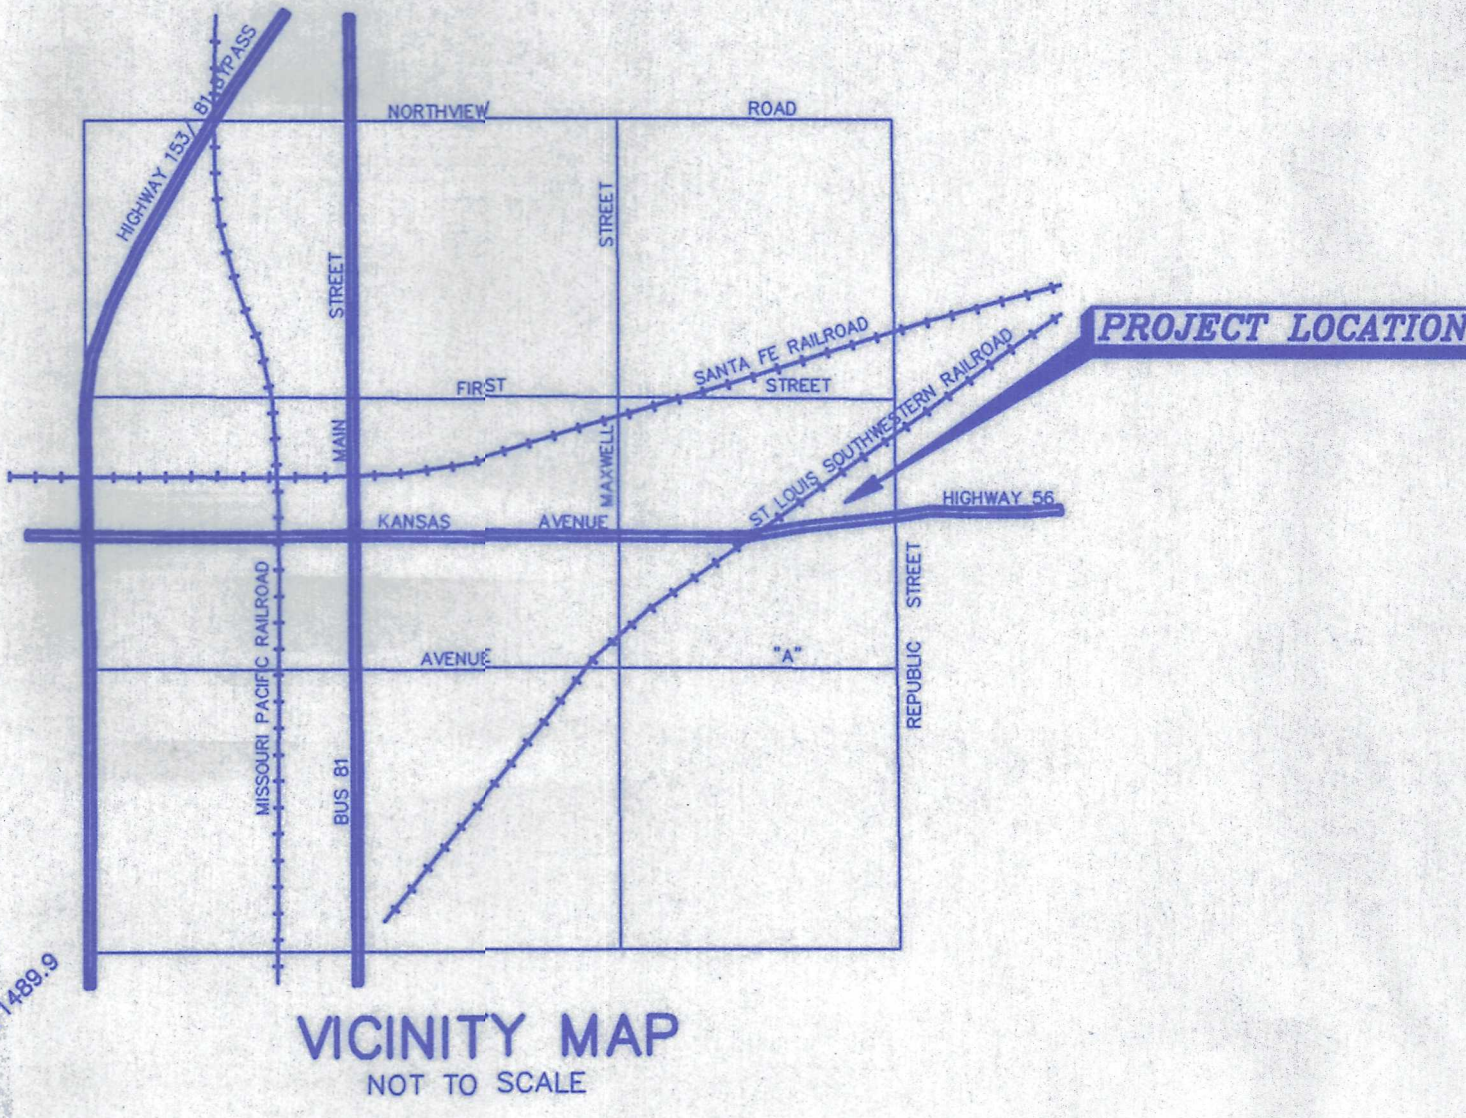 HIGHWAY 153/ 81 BYPASS
NORTHVIEW ROAD
STREET
STREET
PROJECT LOCATION
SANTA FE RAILROAD
FIRST STREET
ST. LOUIS SOUTHWESTERN RAILROAD
MAIN
MAXWELL
HIGHWAY 56
KANSAS AVENUE
STREET
MISSOURI PACIFIC RAILROAD
AVENUE "A"
REPUBLIC
BUS 81
1489.9
VICINITY MAP
NOT TO SCALE